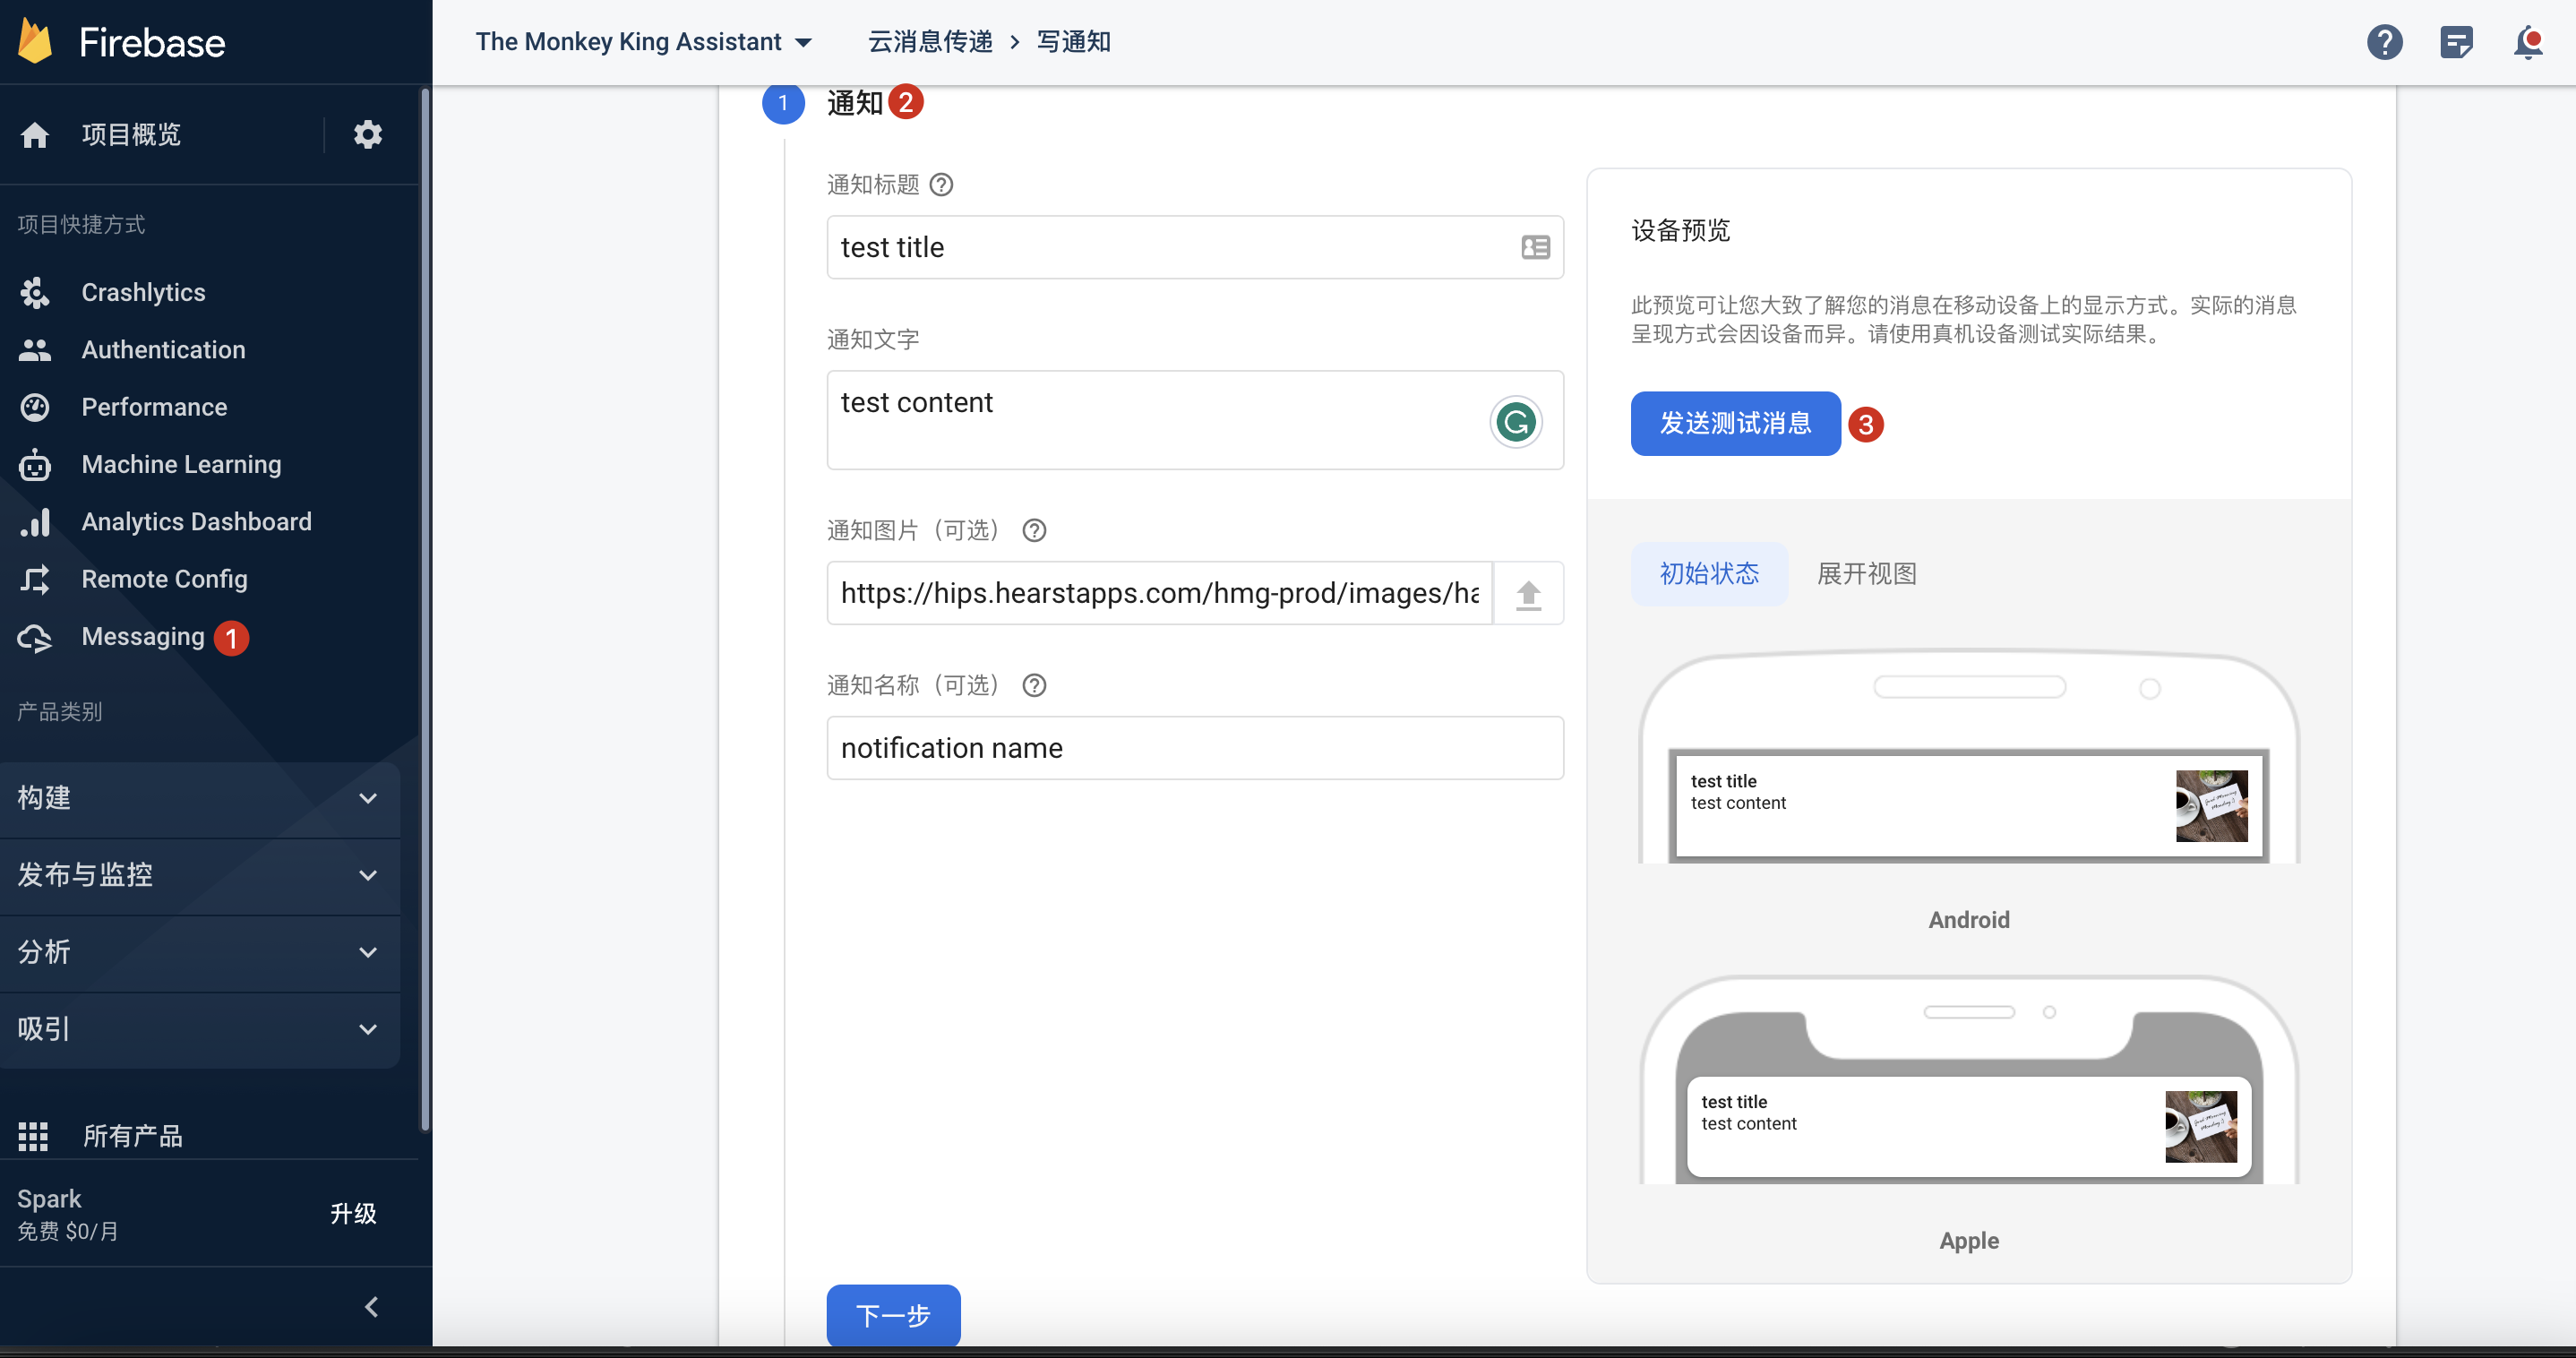 Firebase
The Monkey King Assistant
云消息传递 > 写通知
项目概览
项目快捷方式
Crashlytics
Authentication
Performance
Machine Learning
Analytics Dashboard
Remote Config
Messaging 1
产品类别
构建
发布与监控
分析
吸引
所有产品
Spark
免费 $0/月
升级
1 通知 2
通知标题
test title
通知文字
test content
通知图片（可选）
https://hips.hearstapps.com/hmg-prod/images/ha
通知名称（可选）
notification name
下一步
设备预览
此预览可让您大致了解您的消息在移动设备上的显示方式。实际的消息
呈现方式会因设备而异。请使用真机设备测试实际结果。
发送测试消息 3
初始状态
展开视图
test title
test content
Android
test title
test content
Apple